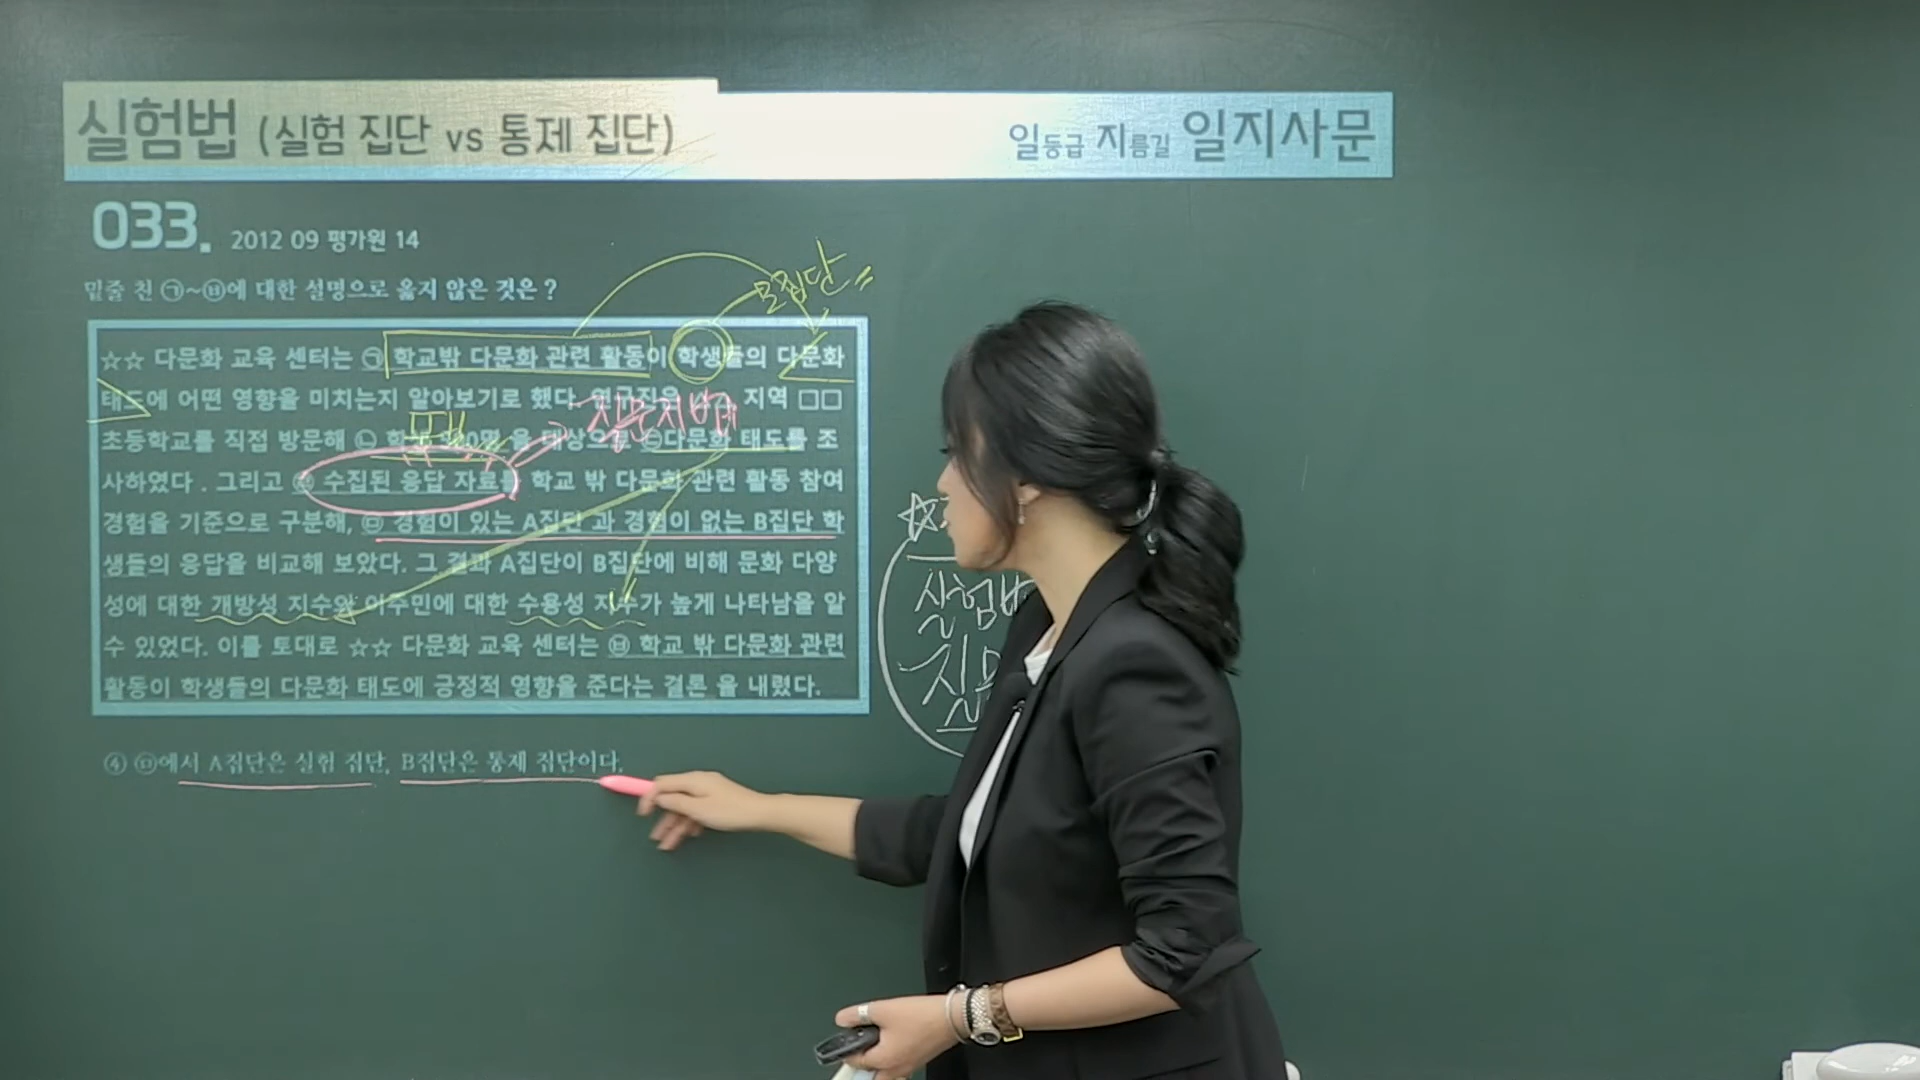 실험법 (실험 집단 vs 통제 집단)
일등급 지름길 일지사문
033. 2012 09 평가원 14
밑줄 친 ㉠~㉥에 대한 설명으로 옳지 않은 것은?
모집단
☆☆ 다문화 교육 센터는 ㉠ 학교밖 다문화 관련 활동이 학생들의 다문화
태도에 어떤 영향을 미치는지 알아보기로 했다. 연구진은 지역 □□
질문지법
초등학교를 직접 방문해 ㉡ 학생 을 대상으로 ㉢ 다문화 태도를 조
사하였다. 그리고 ㉣ 수집된 응답 자료를 학교 밖 다문화 관련 활동 참여
경험을 기준으로 구분해, ㉤ 경험이 있는 A집단 과 경험이 없는 B집단 학
생들의 응답을 비교해 보았다. 그 결과 A집단이 B집단에 비해 문화 다양
성에 대한 개방성 지수와 이주민에 대한 수용성 지수가 높게 나타남을 알
수 있었다. 이를 토대로 ☆☆ 다문화 교육 센터는 ㉥ 학교 밖 다문화 관련
활동이 학생들의 다문화 태도에 긍정적 영향을 준다는 결론 을 내렸다.
실험
질문
④ ㉤에서 A집단은 실험 집단, B집단은 통제 집단이다.